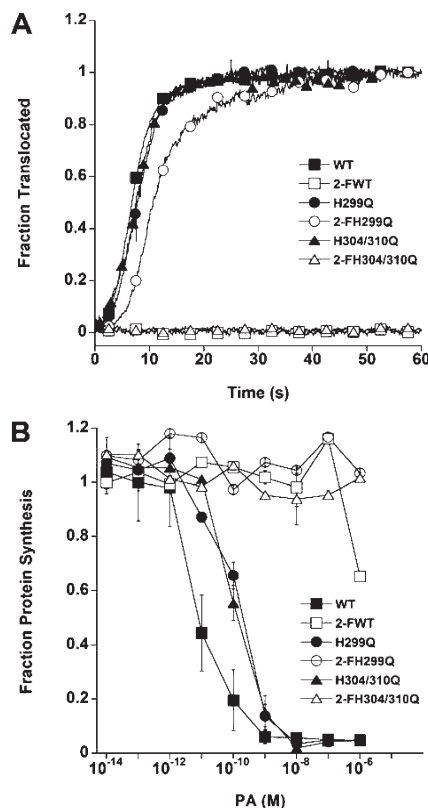 A
Fraction Translocated
1.2
1
0.8
0.6
0.4
0.2
0
WT
2-FWT
H299Q
2-FH299Q
H304/310Q
2-FH304/310Q
0 10 20 30 40 50 60
Time (s)
B
Fraction Protein Synthesis
1.2
1
0.8
0.6
0.4
0.2
0
WT
2-FWT
H299Q
2-FH299Q
H304/310Q
2-FH304/310Q
10⁻¹⁴ 10⁻¹² 10⁻¹⁰ 10⁻⁸ 10⁻⁶
PA (M)